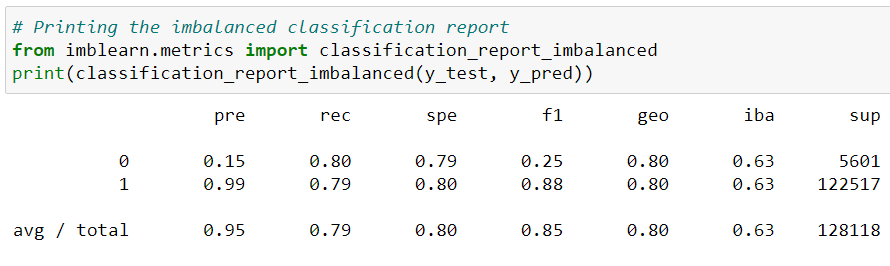 # Printing the imbalanced classification report
from imblearn.metrics import classification_report_imbalanced
print(classification_report_imbalanced(y_test, y_pred))
pre rec spe f1 geo iba sup
0 0.15 0.80 0.79 0.25 0.80 0.63 5601
1 0.99 0.79 0.80 0.88 0.80 0.63 122517
avg / total 0.95 0.79 0.80 0.85 0.80 0.63 128118